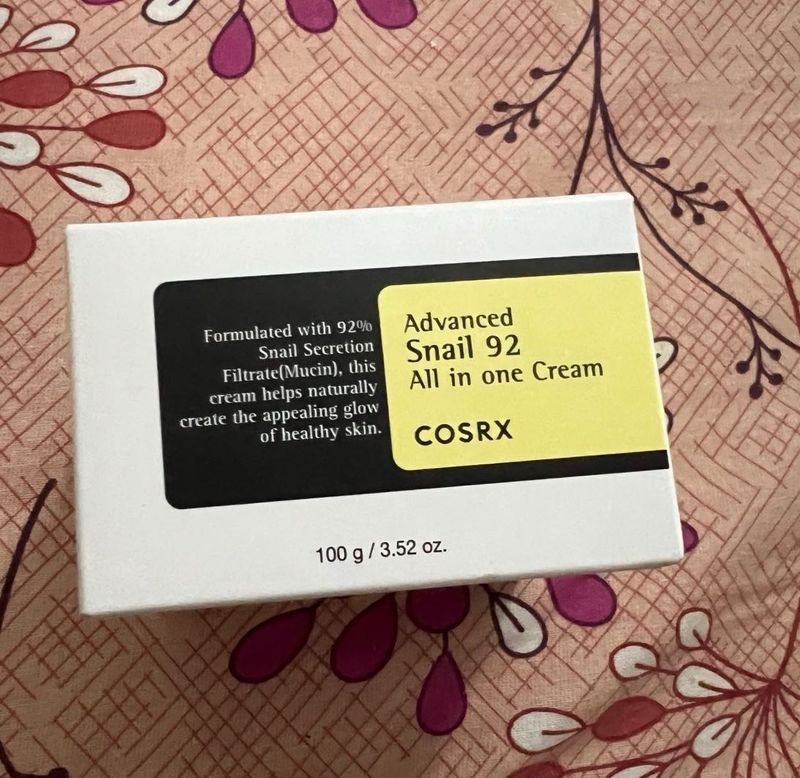 Formulated with 92%
Snail Secretion
Filtrate(Mucin), this
cream helps naturally
create the appealing glow
of healthy skin.
Advanced
Snail 92
All in one Cream
COSRX
100 g / 3.52 oz.